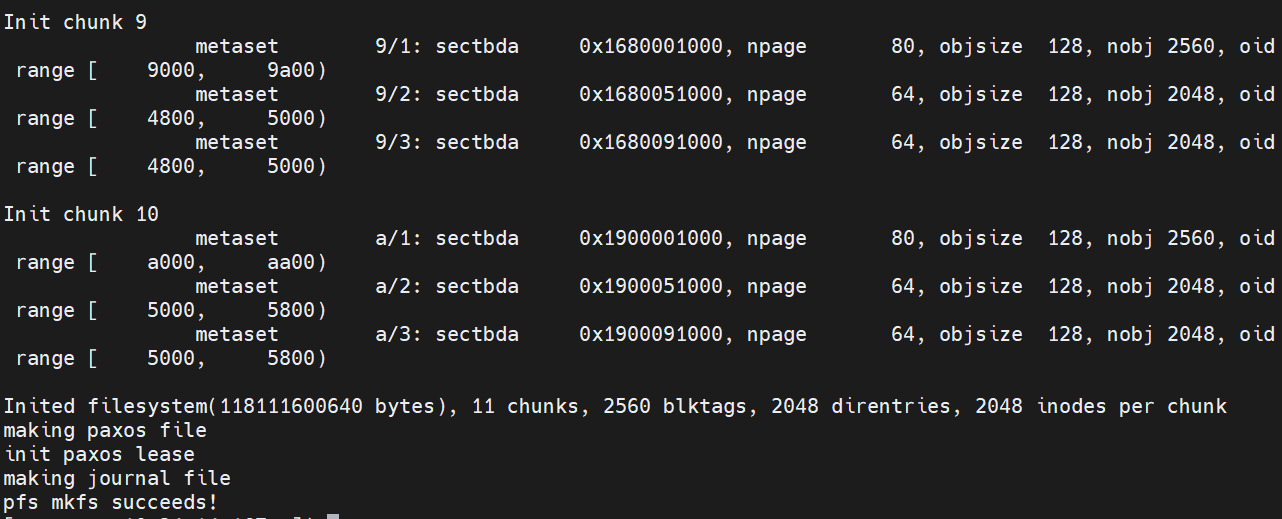 Init chunk 9
metaset 9/1: sectbda 0x1680001000, npage 80, objsize 128, nobj 2560, oid
range [ 9000, 9a00)
metaset 9/2: sectbda 0x1680051000, npage 64, objsize 128, nobj 2048, oid
range [ 4800, 5000)
metaset 9/3: sectbda 0x1680091000, npage 64, objsize 128, nobj 2048, oid
range [ 4800, 5000)
Init chunk 10
metaset a/1: sectbda 0x1900001000, npage 80, objsize 128, nobj 2560, oid
range [ a000, aa00)
metaset a/2: sectbda 0x1900051000, npage 64, objsize 128, nobj 2048, oid
range [ 5000, 5800)
metaset a/3: sectbda 0x1900091000, npage 64, objsize 128, nobj 2048, oid
range [ 5000, 5800)
Inited filesystem(118111600640 bytes), 11 chunks, 2560 blktags, 2048 direntries, 2048 inodes per chunk
making paxos file
init paxos lease
making journal file
pfs mkfs succeeds!